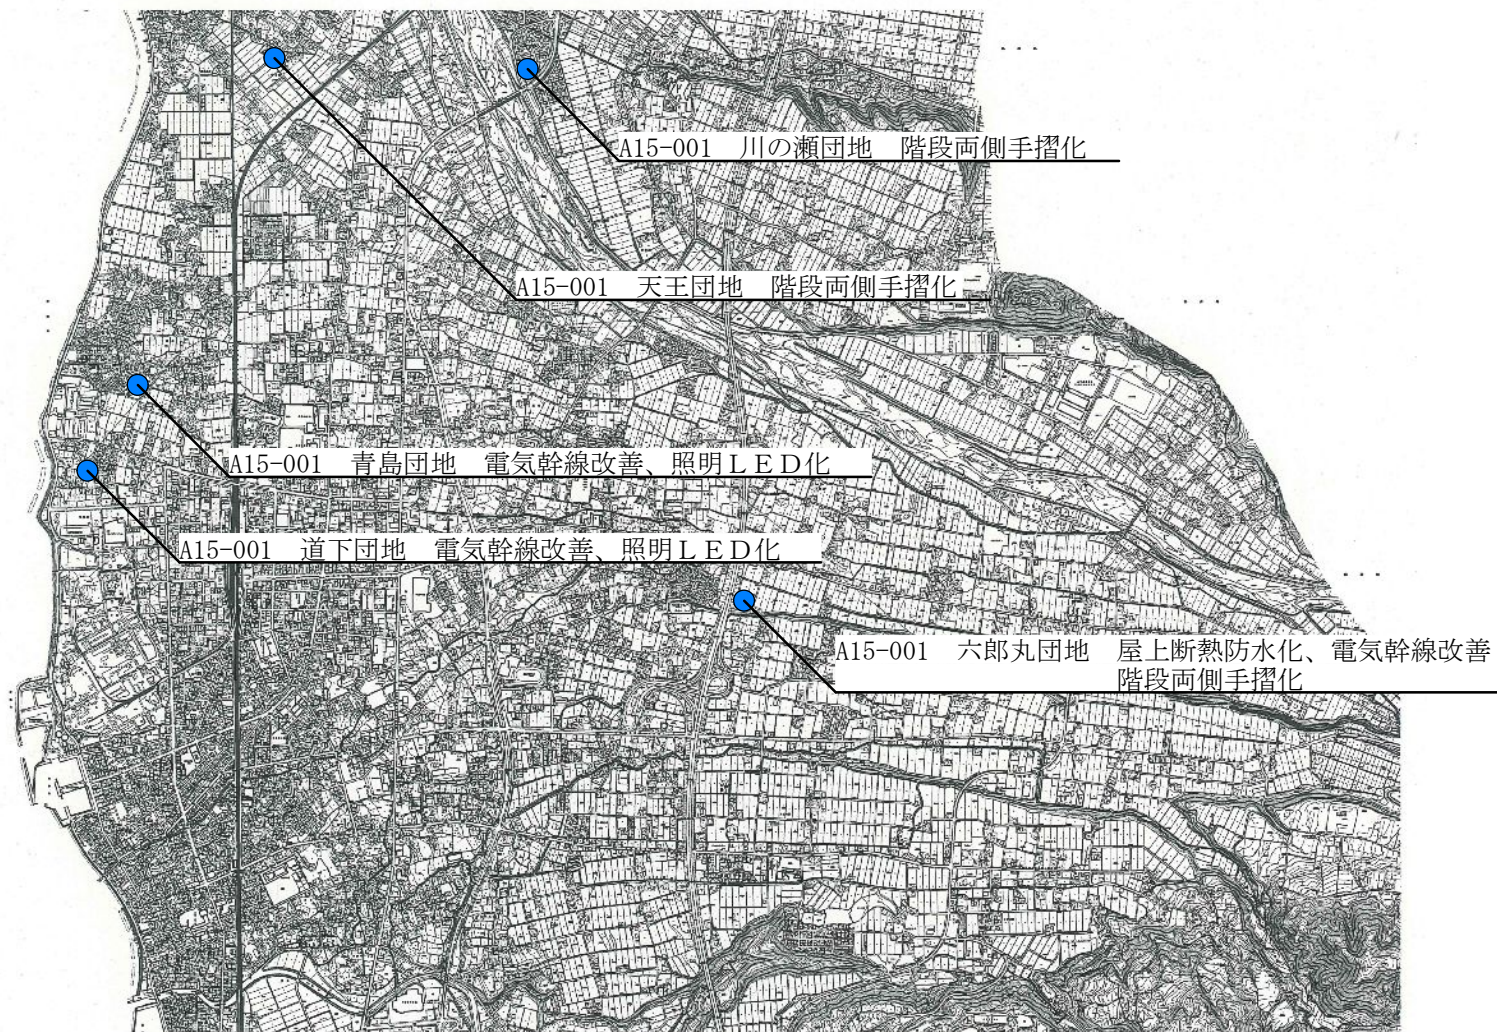 A15-001　川の瀬団地　階段両側手摺化
A15-001　天王団地　階段両側手摺化
A15-001　青島団地　電気幹線改善、照明ＬＥＤ化
A15-001　道下団地　電気幹線改善、照明ＬＥＤ化
A15-001　六郎丸団地　屋上断熱防水化、電気幹線改善
階段両側手摺化